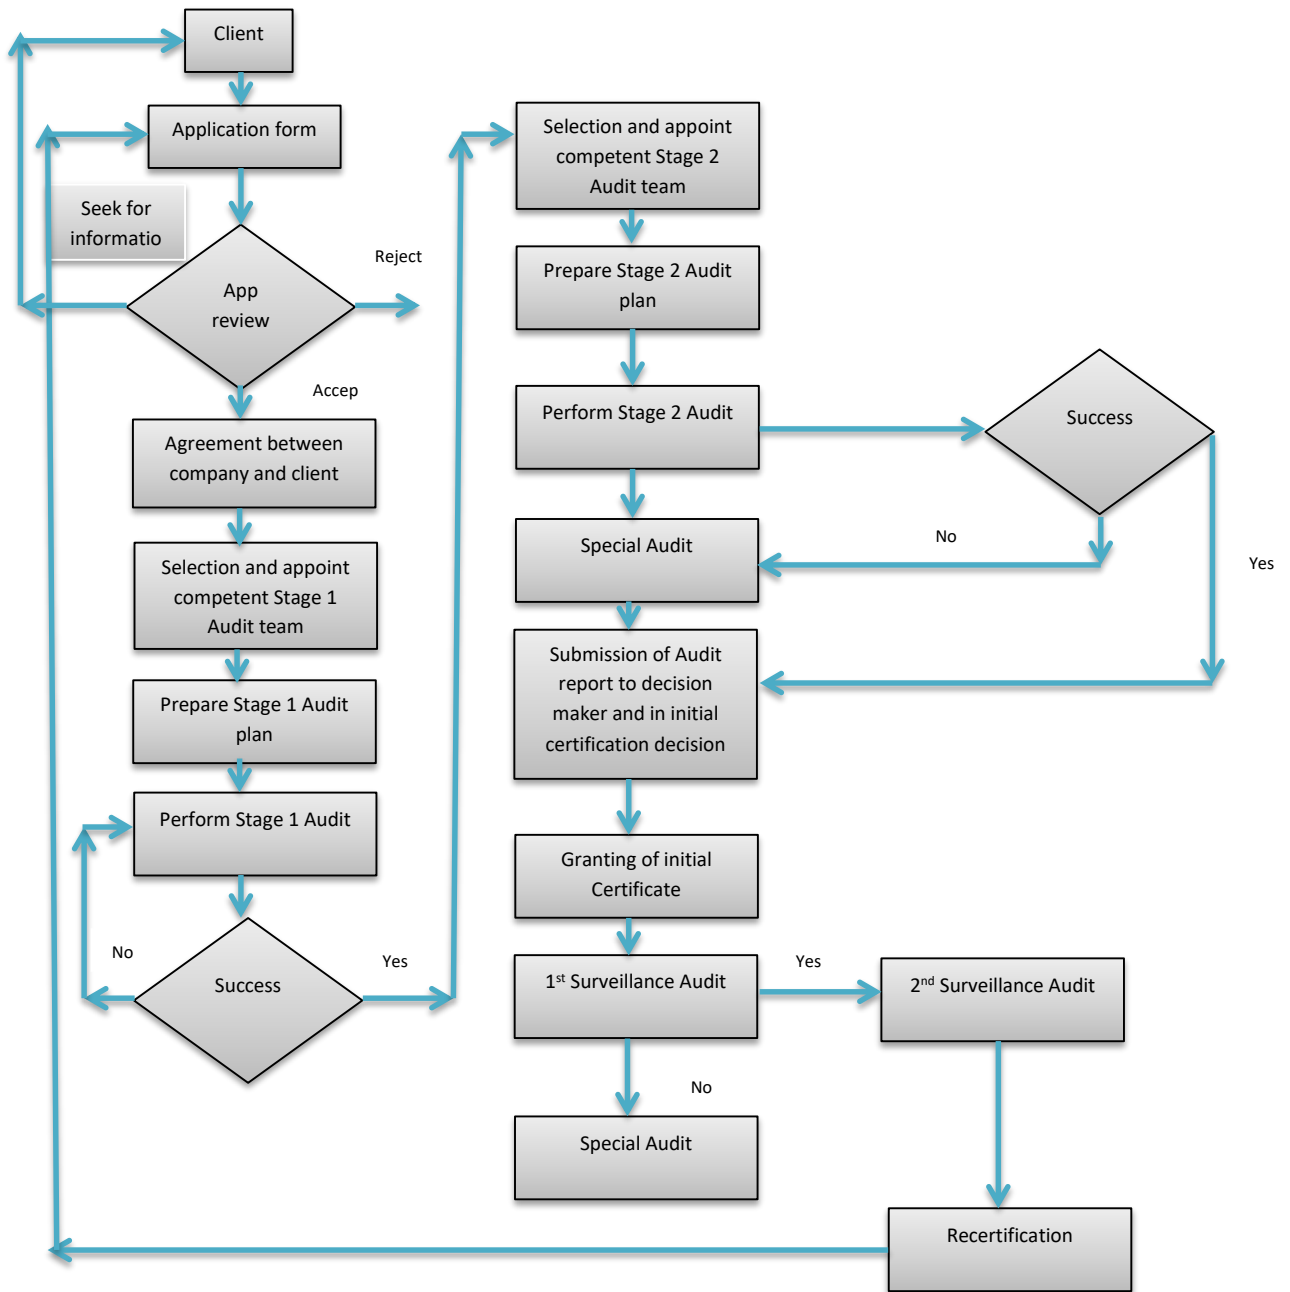 Client
Application form
Seek for
informatio
App
review
Reject
Accep
Agreement between
company and client
Selection and appoint
competent Stage 1
Audit team
Prepare Stage 1 Audit
plan
Perform Stage 1 Audit
No
Success
Yes
Selection and appoint
competent Stage 2
Audit team
Prepare Stage 2 Audit
plan
Perform Stage 2 Audit
Success
No
Yes
Special Audit
Submission of Audit
report to decision
maker and in initial
certification decision
Granting of initial
Certificate
1st Surveillance Audit
Yes
2nd Surveillance Audit
No
Special Audit
Recertification